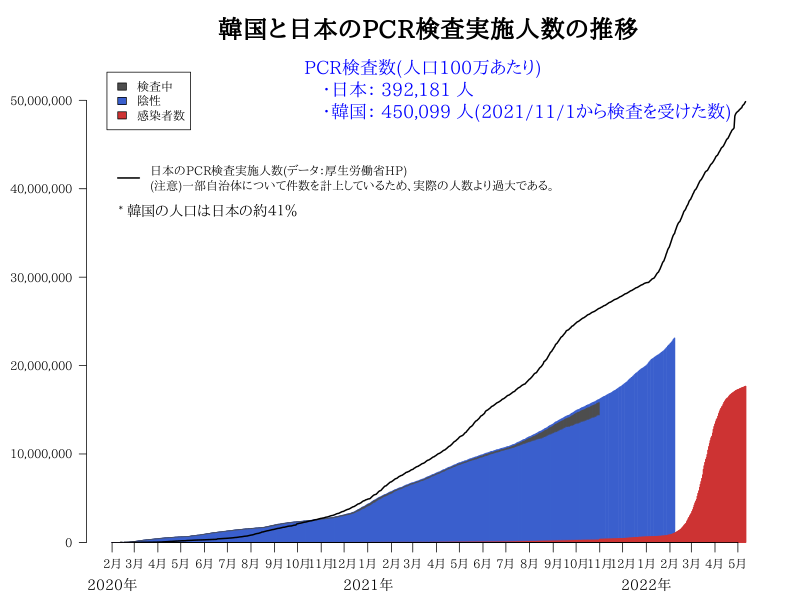 韓国と日本のPCR検査実施人数の推移
PCR検査数(人口100万あたり)
・日本: 392,181 人
・韓国: 450,099 人(2021/11/1から検査を受けた数)
検査中
陰性
感染者数
日本のPCR検査実施人数(データ:厚生労働省HP)
(注意)一部自治体について件数を計上しているため、実際の人数より過大である。
* 韓国の人口は日本の約41%
50,000,000
40,000,000
30,000,000
20,000,000
10,000,000
0
2月 3月 4月 5月 6月 7月 8月 9月 10月 11月 12月 1月 2月 3月 4月 5月 6月 7月 8月 9月 10月 11月 12月 1月 2月 3月 4月 5月
2020年 2021年 2022年